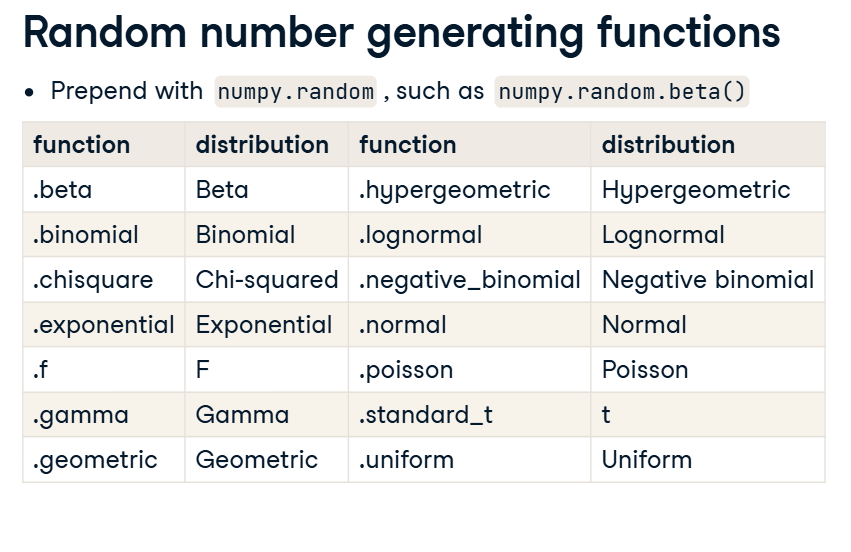 Random number generating functions
• Prepend with numpy.random , such as numpy.random.beta()
function distribution function distribution
.beta Beta .hypergeometric Hypergeometric
.binomial Binomial .lognormal Lognormal
.chisquare Chi-squared .negative_binomial Negative binomial
.exponential Exponential .normal Normal
.f F .poisson Poisson
.gamma Gamma .standard_t t
.geometric Geometric .uniform Uniform